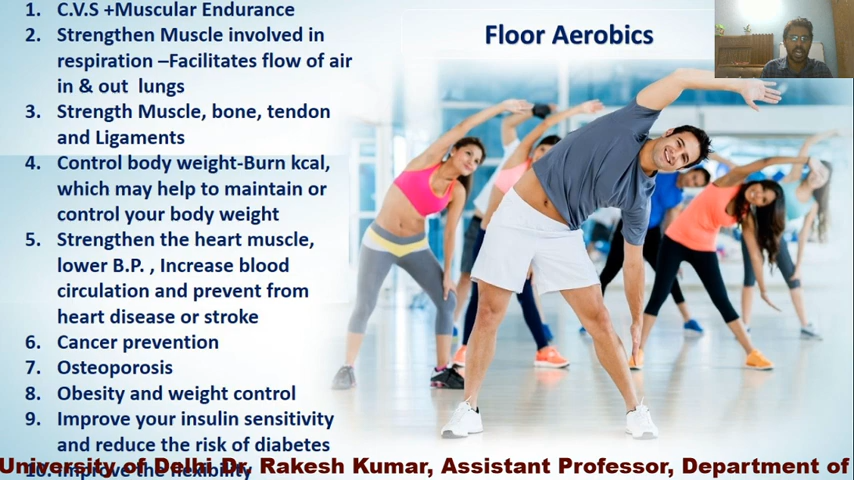 1. C.V.S +Muscular Endurance
2. Strengthen Muscle involved in
respiration –Facilitates flow of air
in & out lungs
3. Strength Muscle, bone, tendon
and Ligaments
4. Control body weight-Burn kcal,
which may help to maintain or
control your body weight
5. Strengthen the heart muscle,
lower B.P. , Increase blood
circulation and prevent from
heart disease or stroke
6. Cancer prevention
7. Osteoporosis
8. Obesity and weight control
9. Improve your insulin sensitivity
and reduce the risk of diabetes
10. Improve the flexibility
Floor Aerobics
University of Delhi Dr. Rakesh Kumar, Assistant Professor, Department of